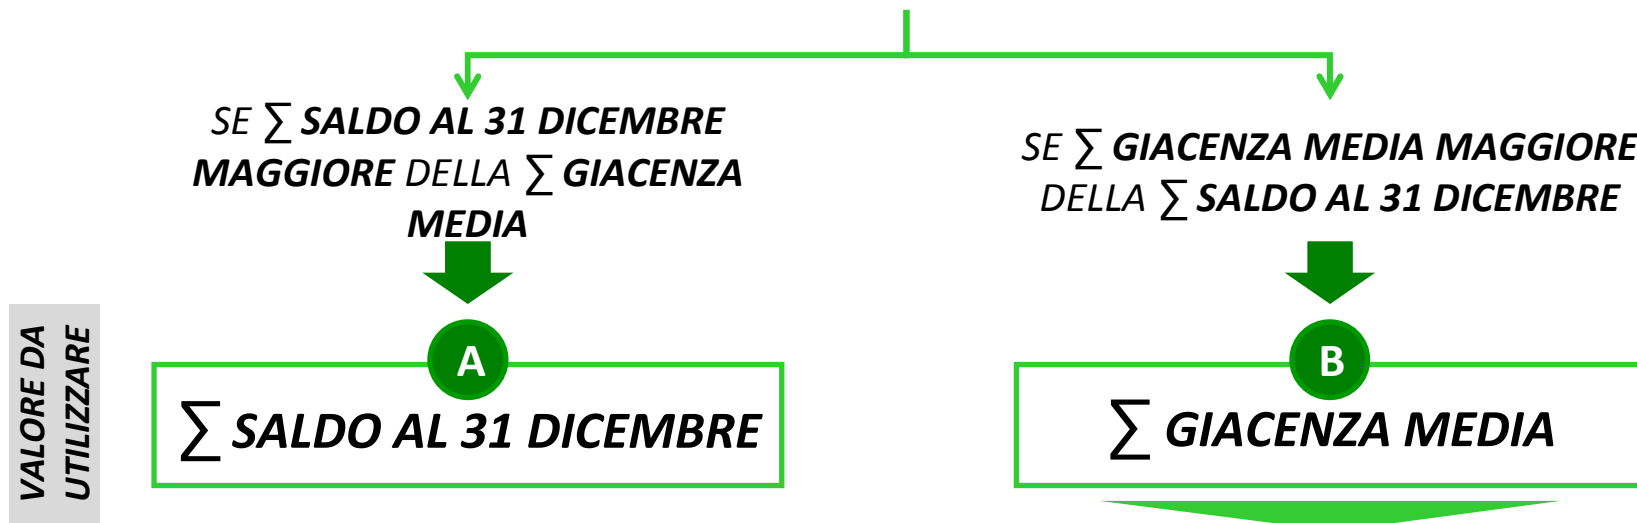 SE ∑ SALDO AL 31 DICEMBRE
MAGGIORE DELLA ∑ GIACENZA
MEDIA
SE ∑ GIACENZA MEDIA MAGGIORE
DELLA ∑ SALDO AL 31 DICEMBRE
VALORE DA
UTILIZZARE
A
∑ SALDO AL 31 DICEMBRE
B
∑ GIACENZA MEDIA